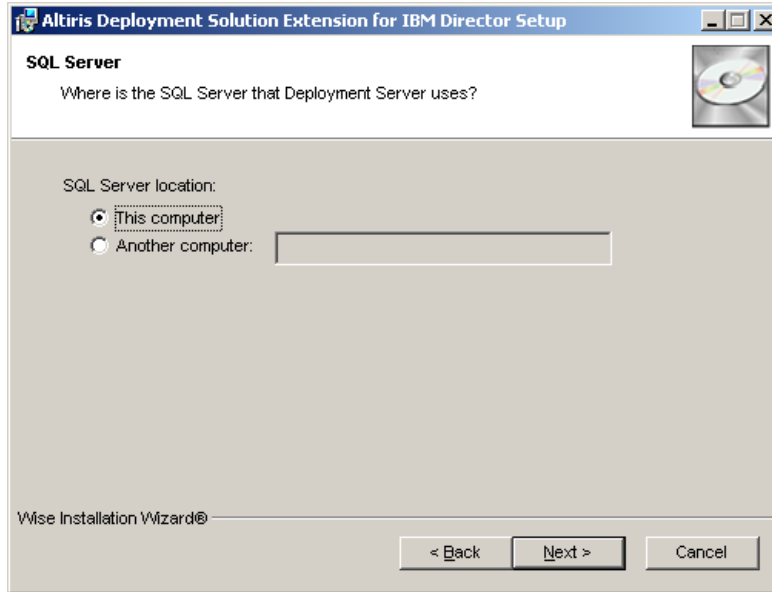 Altiris Deployment Solution Extension for IBM Director Setup
SQL Server
Where is the SQL Server that Deployment Server uses?
SQL Server location:
This computer
Another computer:
Wise Installation Wizard®
< Back Next > Cancel